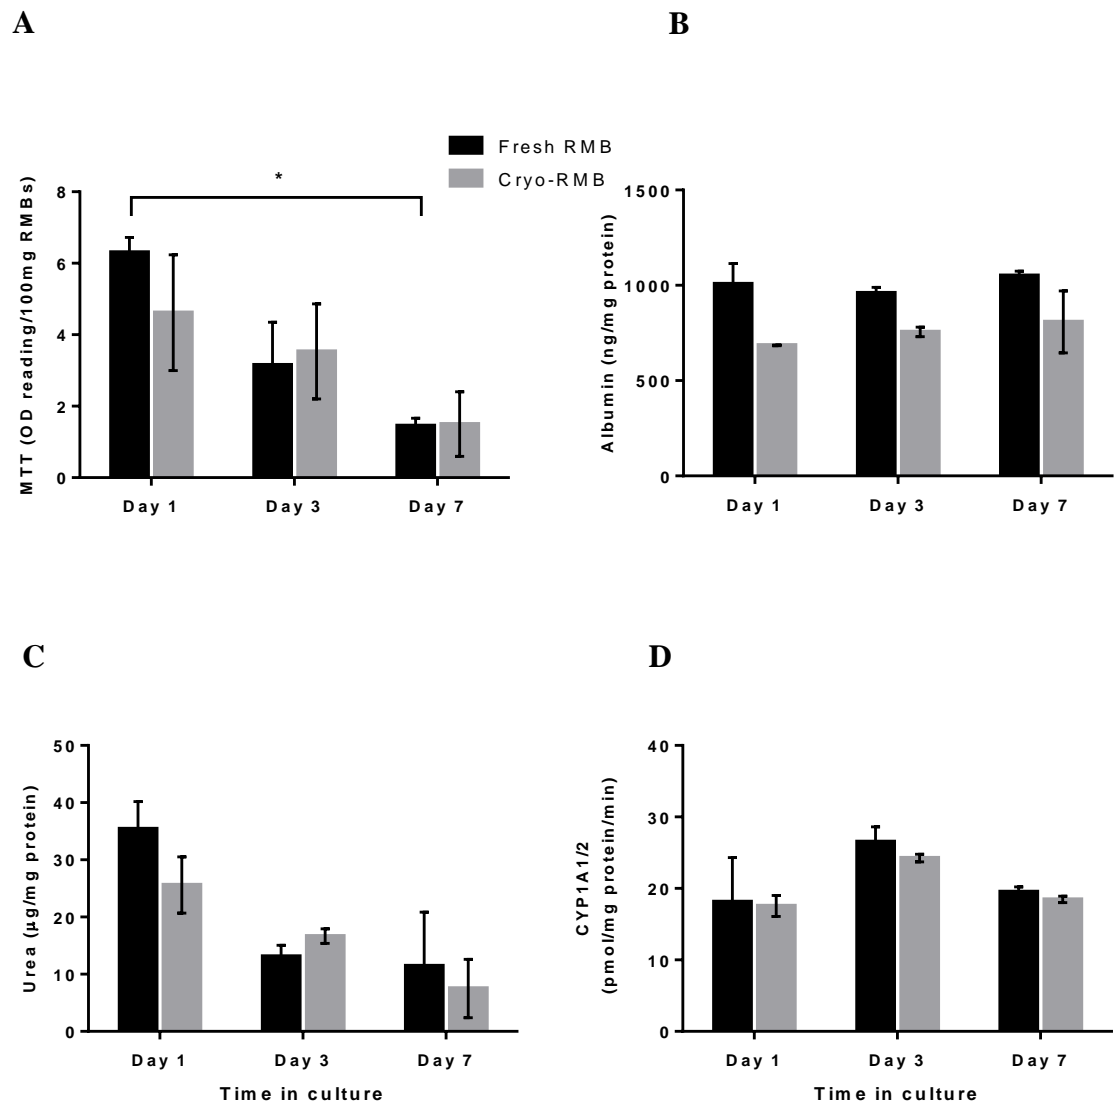 A
B
Fresh RMB
Cryo-RMB
*
MTT (OD reading/100mg RMBs)
8
6
4
2
0
Day 1
Day 3
Day 7
Albumin (ng/mg protein)
1500
1000
500
0
Day 1
Day 3
Day 7
C
D
Urea (µg/mg protein)
50
40
30
20
10
0
Day 1
Day 3
Day 7
Time in culture
CYP1A1/2
(pmol/mg protein/min)
40
30
20
10
0
Day 1
Day 3
Day 7
Time in culture